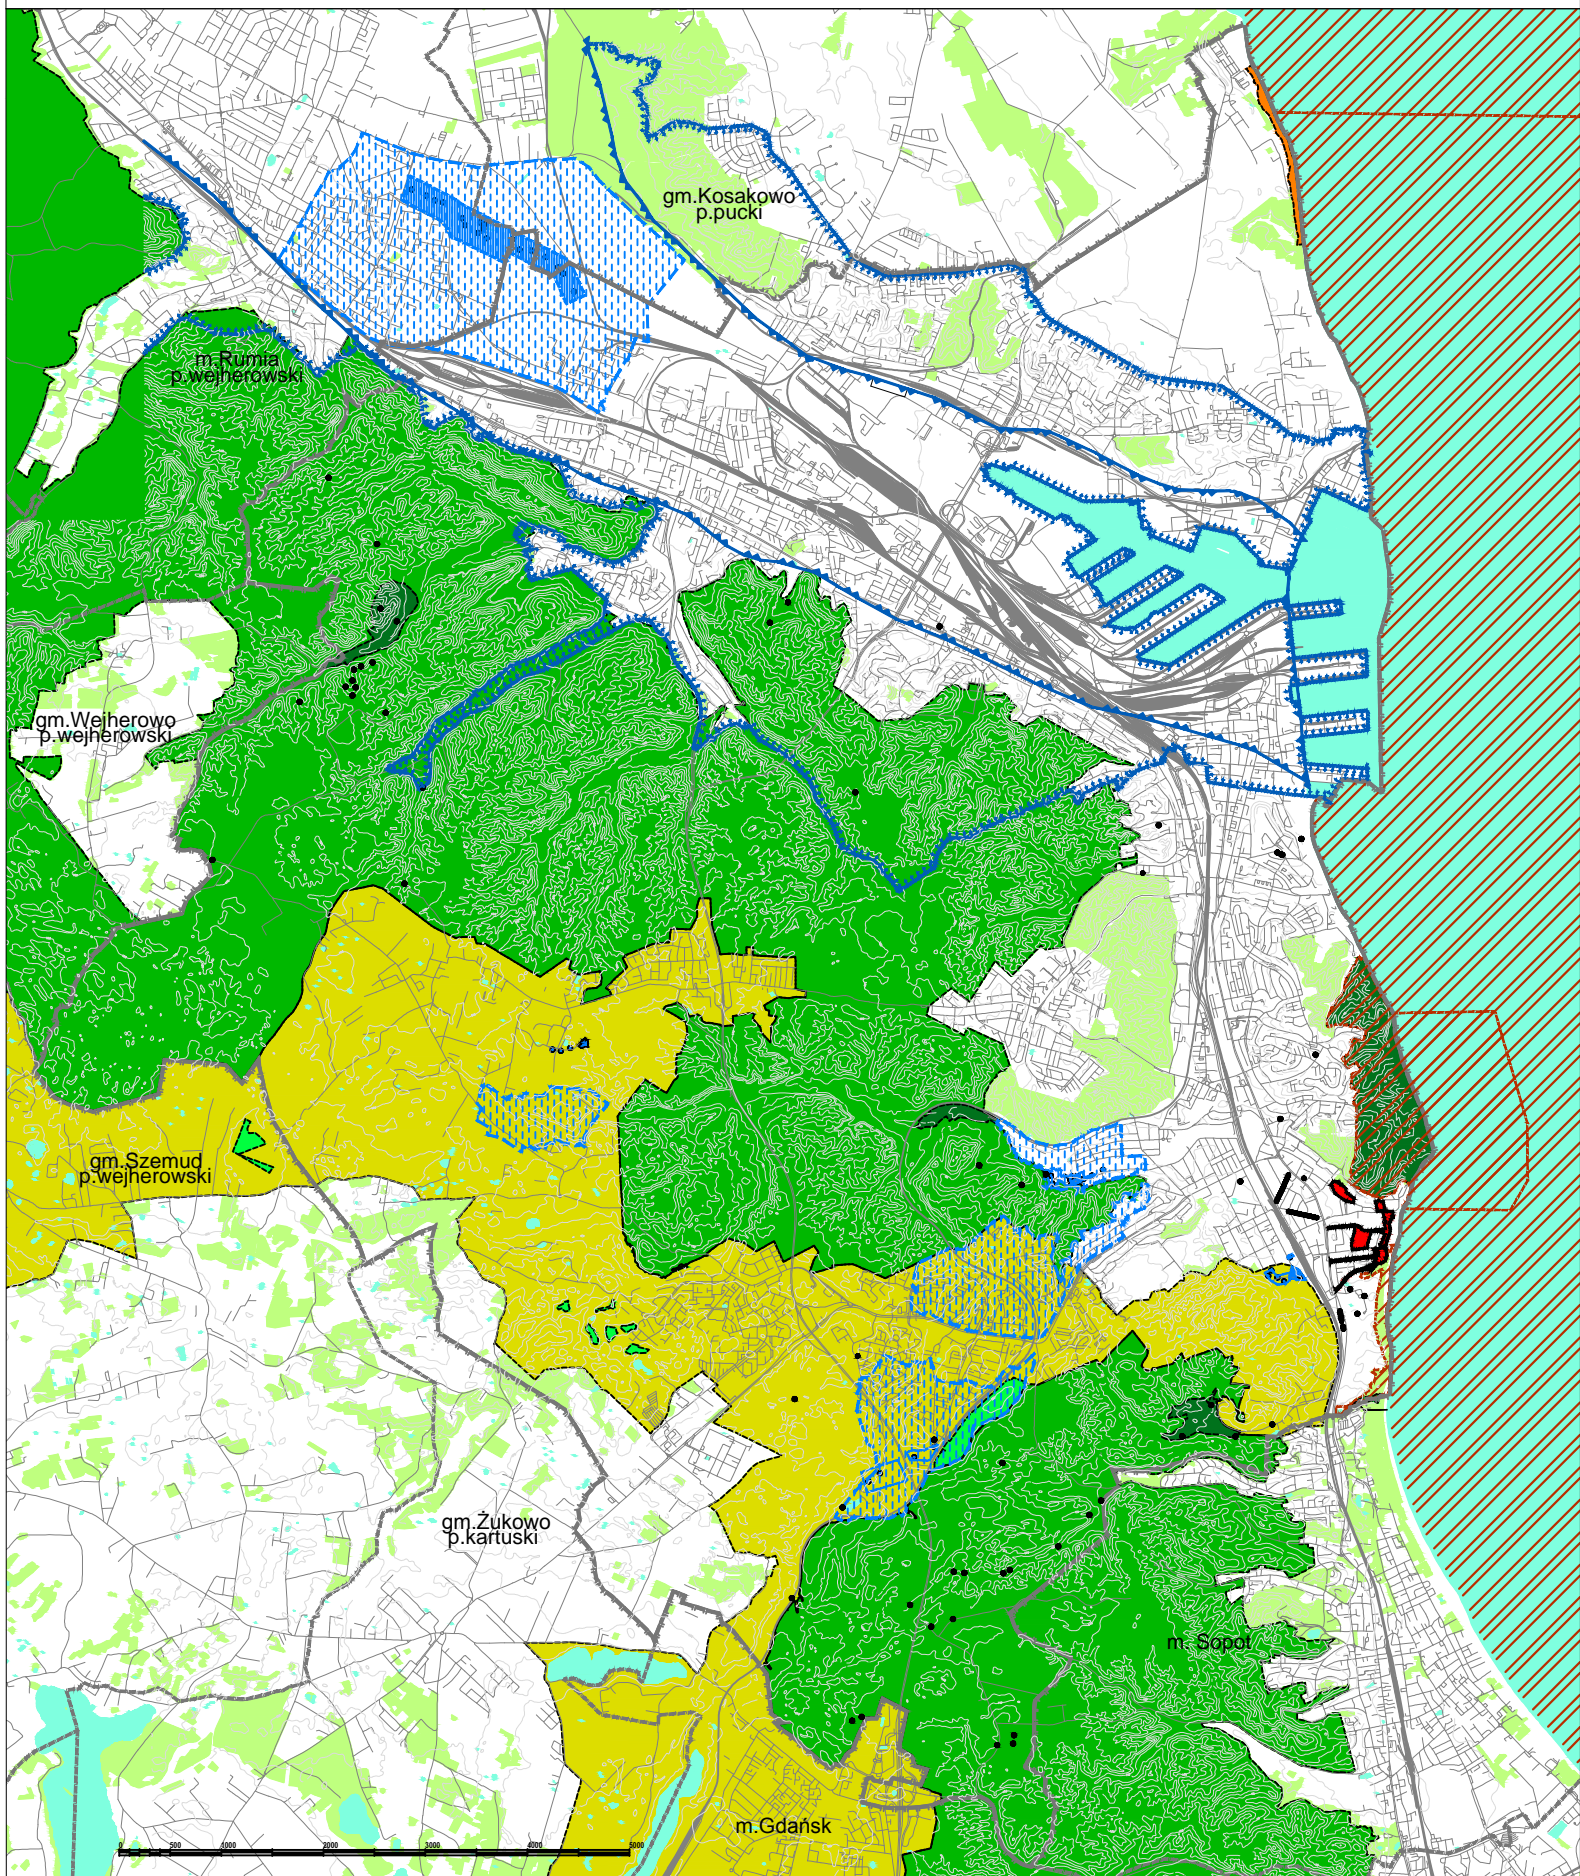 gm.Kosakowo
p.pucki
m.Rumia
p.wejherowski
gm.Wejherowo
p.wejherowski
gm.Szemud
p.wejherowski
gm.Żukowo
p.kartuski
m. Sopot
m.Gdańsk
0 500 1000 2000 3000 4000 5000